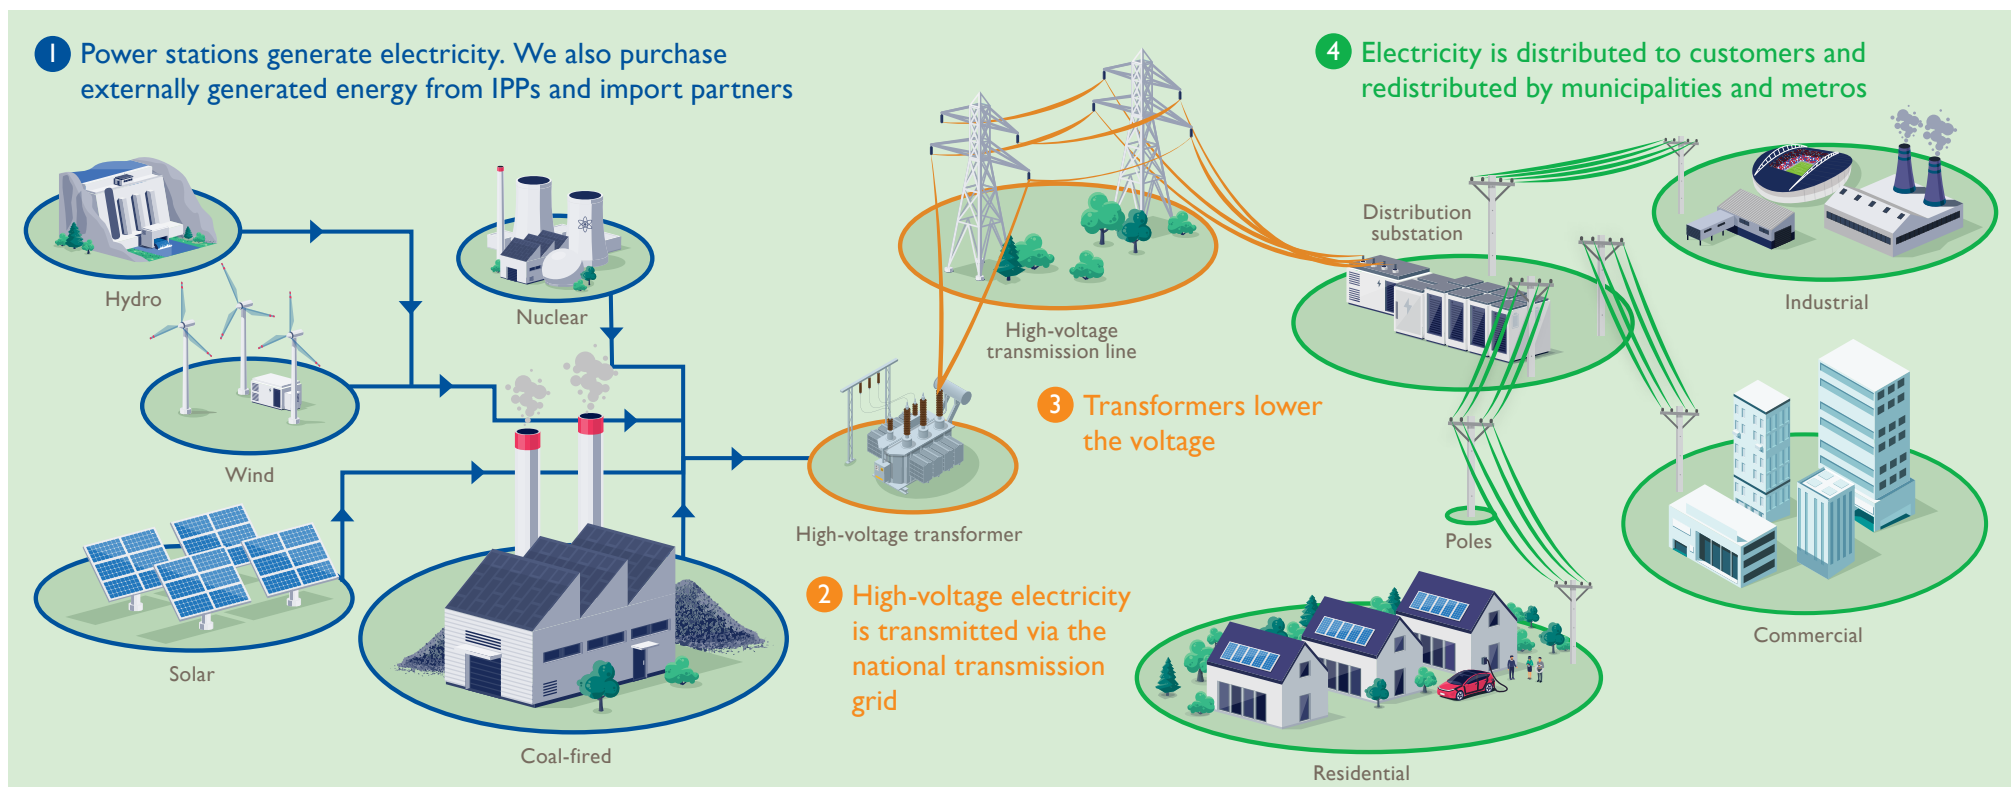 1 Power stations generate electricity. We also purchase
externally generated energy from IPPs and import partners
Hydro
Nuclear
Wind
Solar
Coal-fired
High-voltage
transmission line
High-voltage transformer
2 High-voltage electricity
is transmitted via the
national transmission
grid
3 Transformers lower
the voltage
4 Electricity is distributed to customers and
redistributed by municipalities and metros
Distribution
substation
Industrial
Poles
Commercial
Residential